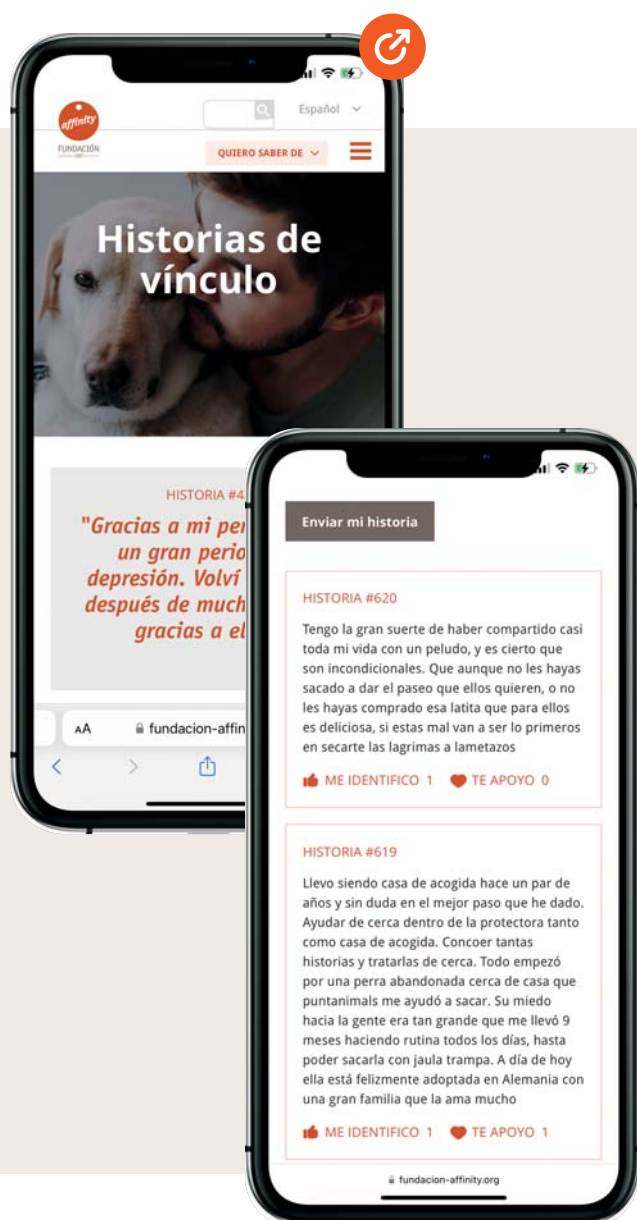 affinity
FUNDACIÓN
Español
QUIERO SABER DE
Historias de
vínculo
HISTORIA #4
"Gracias a mi per
un gran perio
depresión. Volví
después de much
gracias a el
AA
fundacion-affin
Enviar mi historia
HISTORIA #620
Tengo la gran suerte de haber compartido casi
toda mi vida con un peludo, y es cierto que
son incondicionales. Que aunque no les hayas
sacado a dar el paseo que ellos quieren, o no
les hayas comprado esa latita que para ellos
es deliciosa, si estas mal van a ser lo primeros
en secarte las lagrimas a lametazos
ME IDENTIFICO 1 TE APOYO 0
HISTORIA #619
Llevo siendo casa de acogida hace un par de
años y sin duda en el mejor paso que he dado.
Ayudar de cerca dentro de la protectora tanto
como casa de acogida. Concoer tantas
historias y tratarlas de cerca. Todo empezó
por una perra abandonada cerca de casa que
puntanimals me ayudó a sacar. Su miedo
hacia la gente era tan grande que me llevó 9
meses haciendo rutina todos los días, hasta
poder sacarla con jaula trampa. A día de hoy
ella está felizmente adoptada en Alemania con
una gran familia que la ama mucho
ME IDENTIFICO 1 TE APOYO 1
fundacion-affinity.org